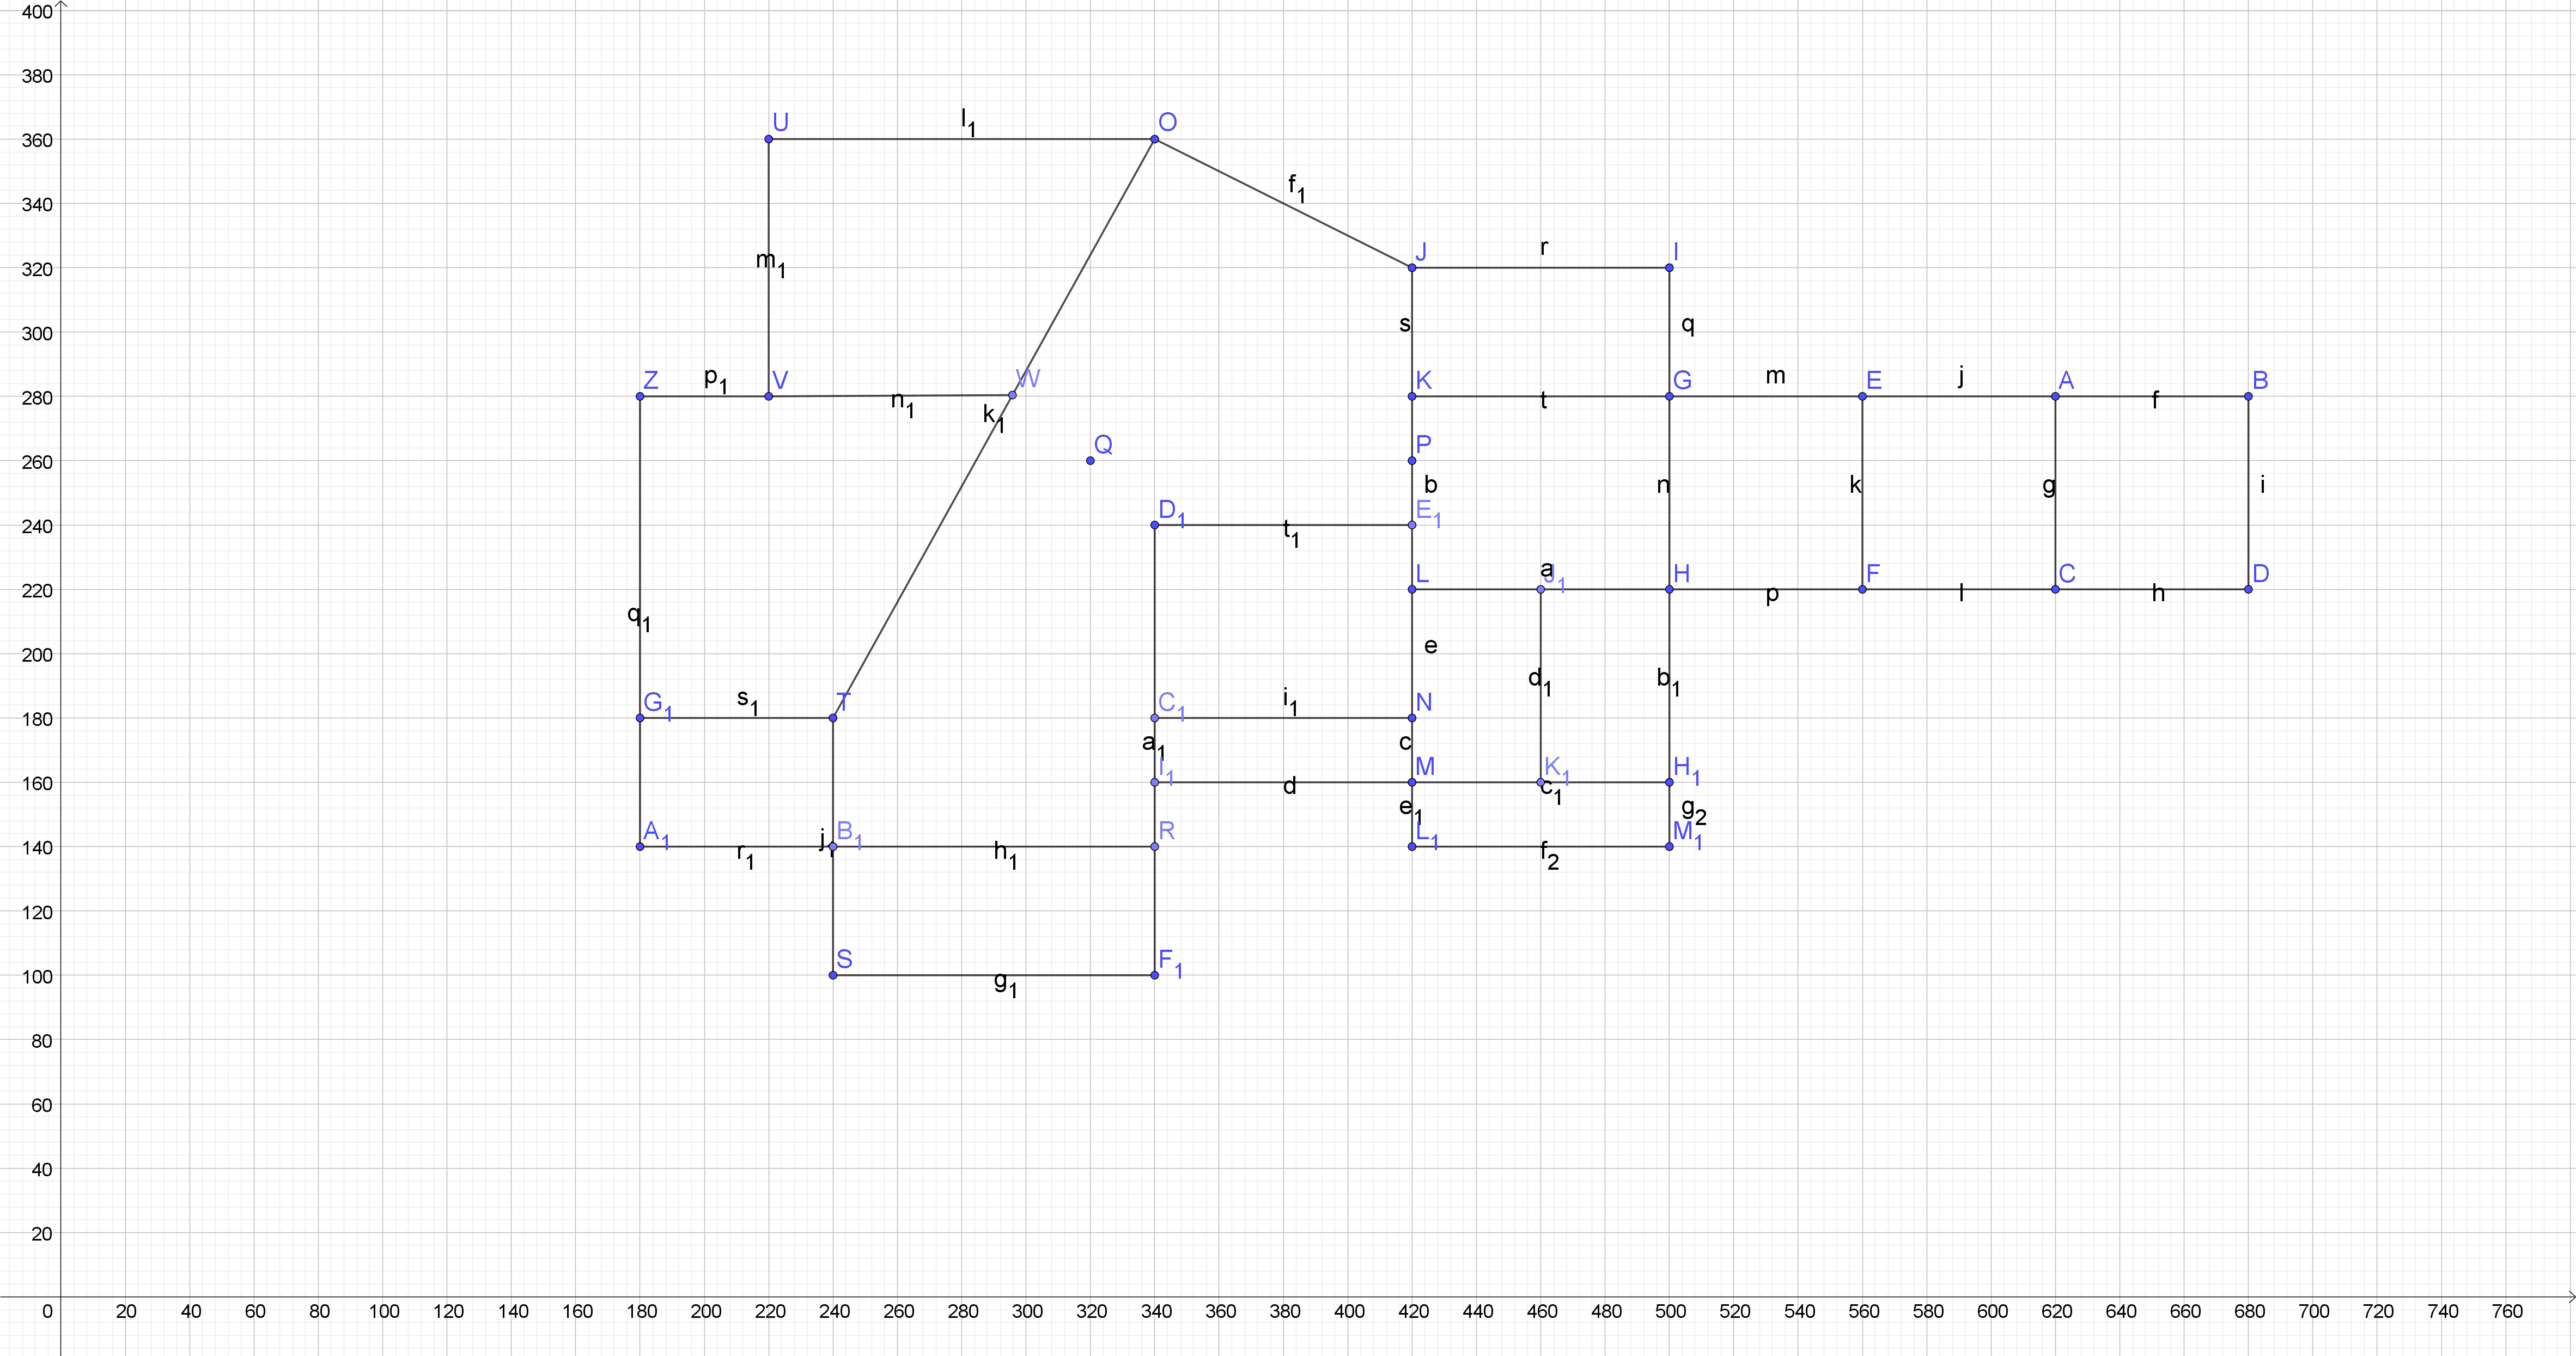 400
380
U l₁ O
360
f₁
340
J r I
320
m₁
s q
300
Z p₁ V W K G m E j A B
280
n₁ k₁ t f
Q P
260
b n k g i
D₁ E₁
240
t₁
L a J₁ H F C D
220
p l h
q₁ e
200
d₁ b₁
G₁ s₁ T C₁ i₁ N
180
a₁ c
I₁ M K₁ H₁
160
d c₁
e₁ g₂
A₁ j₁ B₁ R L₁ M₁
140
r₁ h₁ f₂
120
S F₁
100
g₁
80
60
40
20
0 20 40 60 80 100 120 140 160 180 200 220 240 260 280 300 320 340 360 380 400 420 440 460 480 500 520 540 560 580 600 620 640 660 680 700 720 740 760